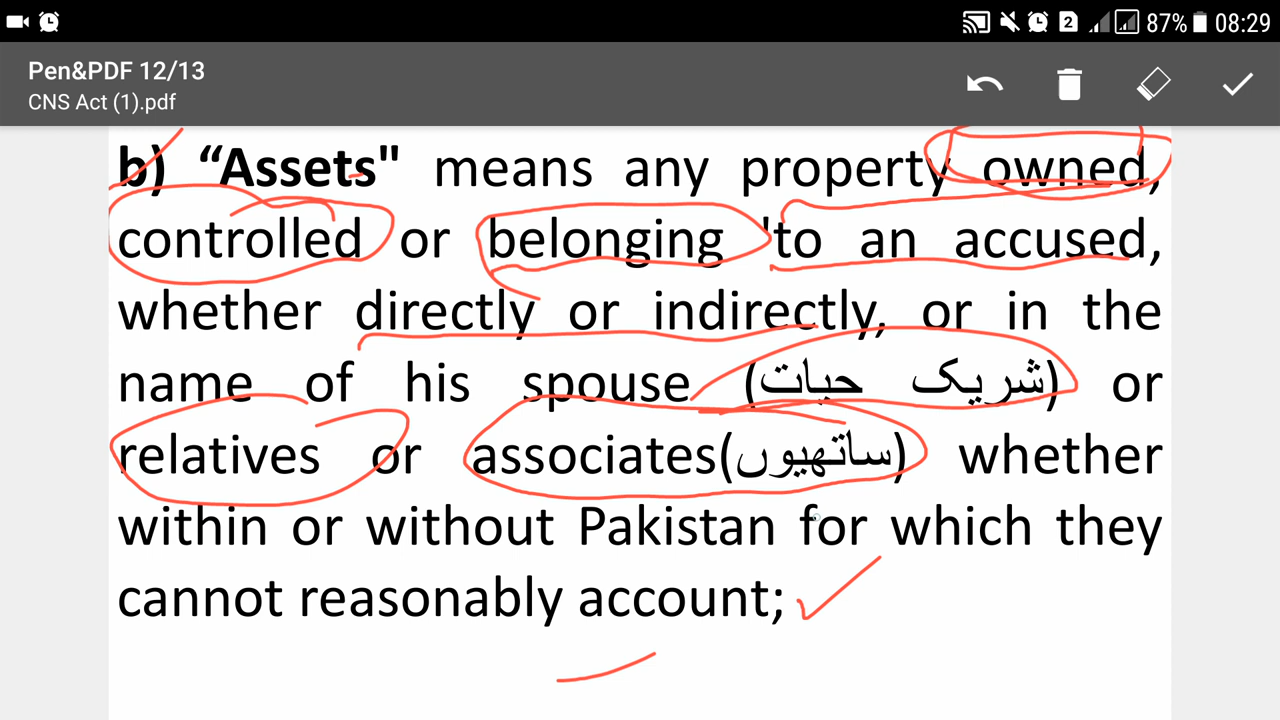 2 87% 08:29
Pen&PDF 12/13
CNS Act (1).pdf
b) “Assets" means any property owned,
controlled or belonging 'to an accused,
whether directly or indirectly, or in the
name of his spouse (شریک حیات) or
relatives or associates(ساتھیوں) whether
within or without Pakistan for which they
cannot reasonably account;